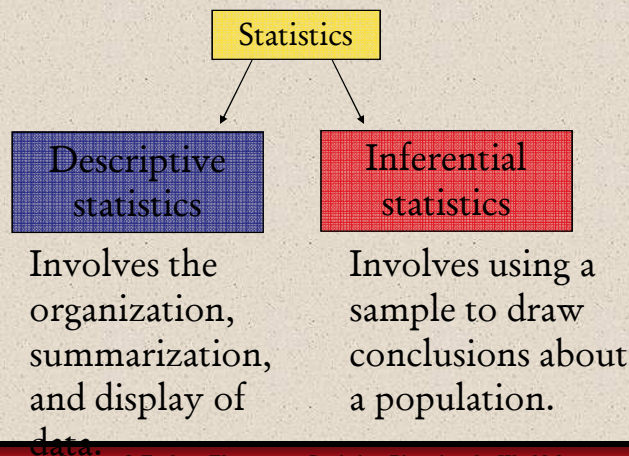 Statistics
Descriptive
statistics
Inferential
statistics
Involves the
organization,
summarization,
and display of
data.
Involves using a
sample to draw
conclusions about
a population.